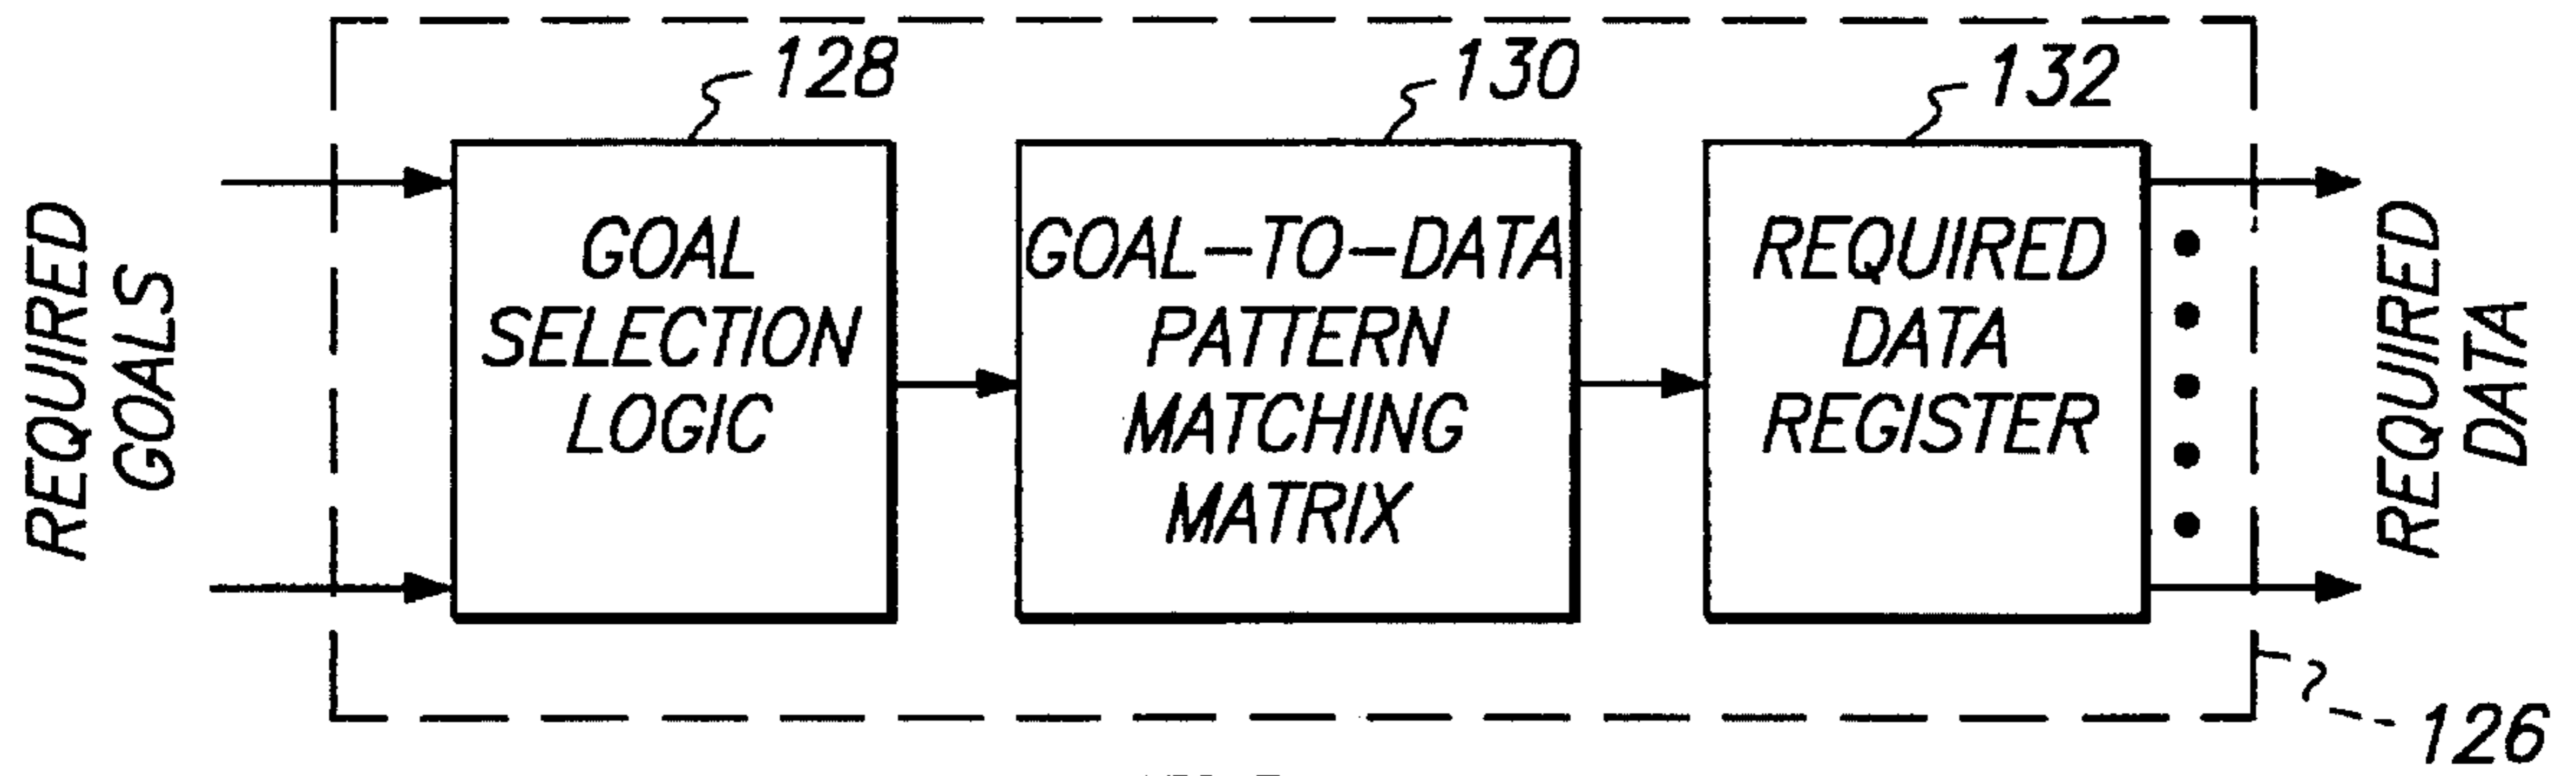 128
130
132
REQUIRED
GOALS
GOAL
SELECTION
LOGIC
GOAL-TO-DATA
PATTERN
MATCHING
MATRIX
REQUIRED
DATA
REGISTER
REQUIRED
DATA
126